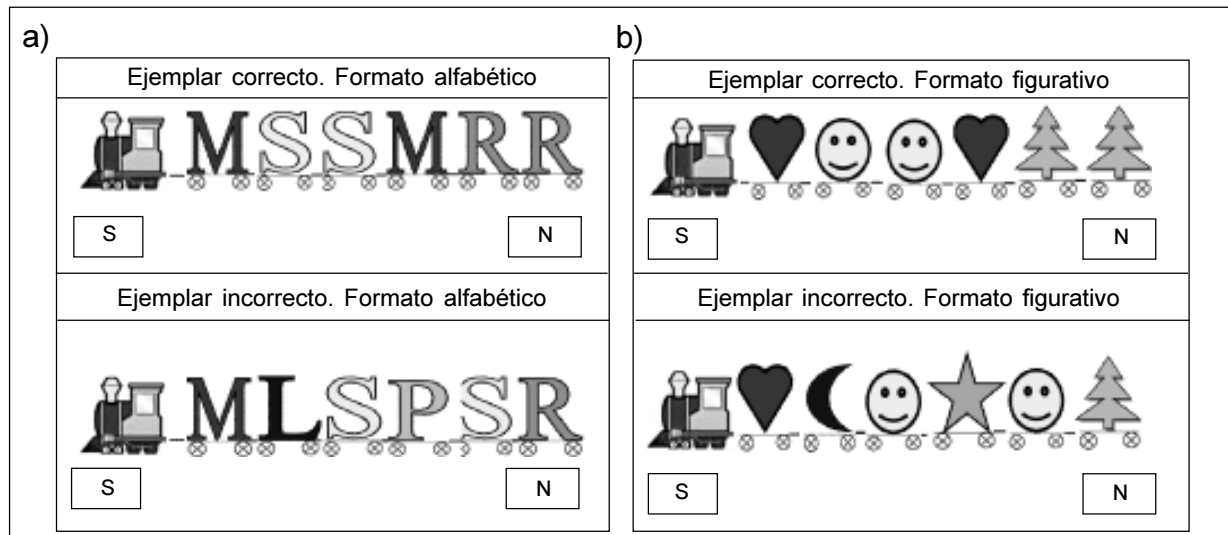 a)
Ejemplar correcto. Formato alfabético
MSSMRR
S
N
Ejemplar incorrecto. Formato alfabético
MLSPSR
S
N
b)
Ejemplar correcto. Formato figurativo
S
N
Ejemplar incorrecto. Formato figurativo
S
N